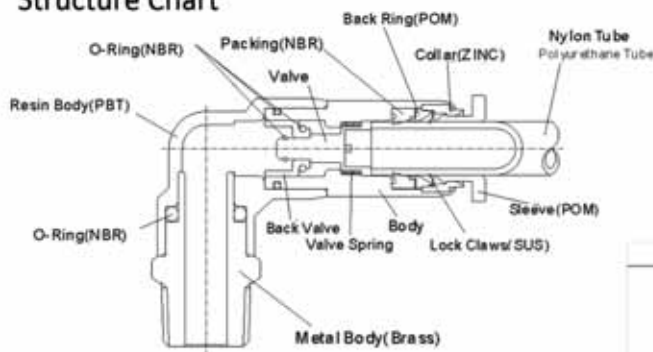 Structure Chart
Back Ring(POM)
O-Ring(NBR)
Packing(NBR)
Collar(ZINC)
Nylon Tube
Polyurethane Tube
Valve
Resin Body(PBT)
O-Ring(NBR)
Back Valve
Valve Spring
Body
Lock Claws(SUS)
Sleeve(POM)
Metal Body(Brass)